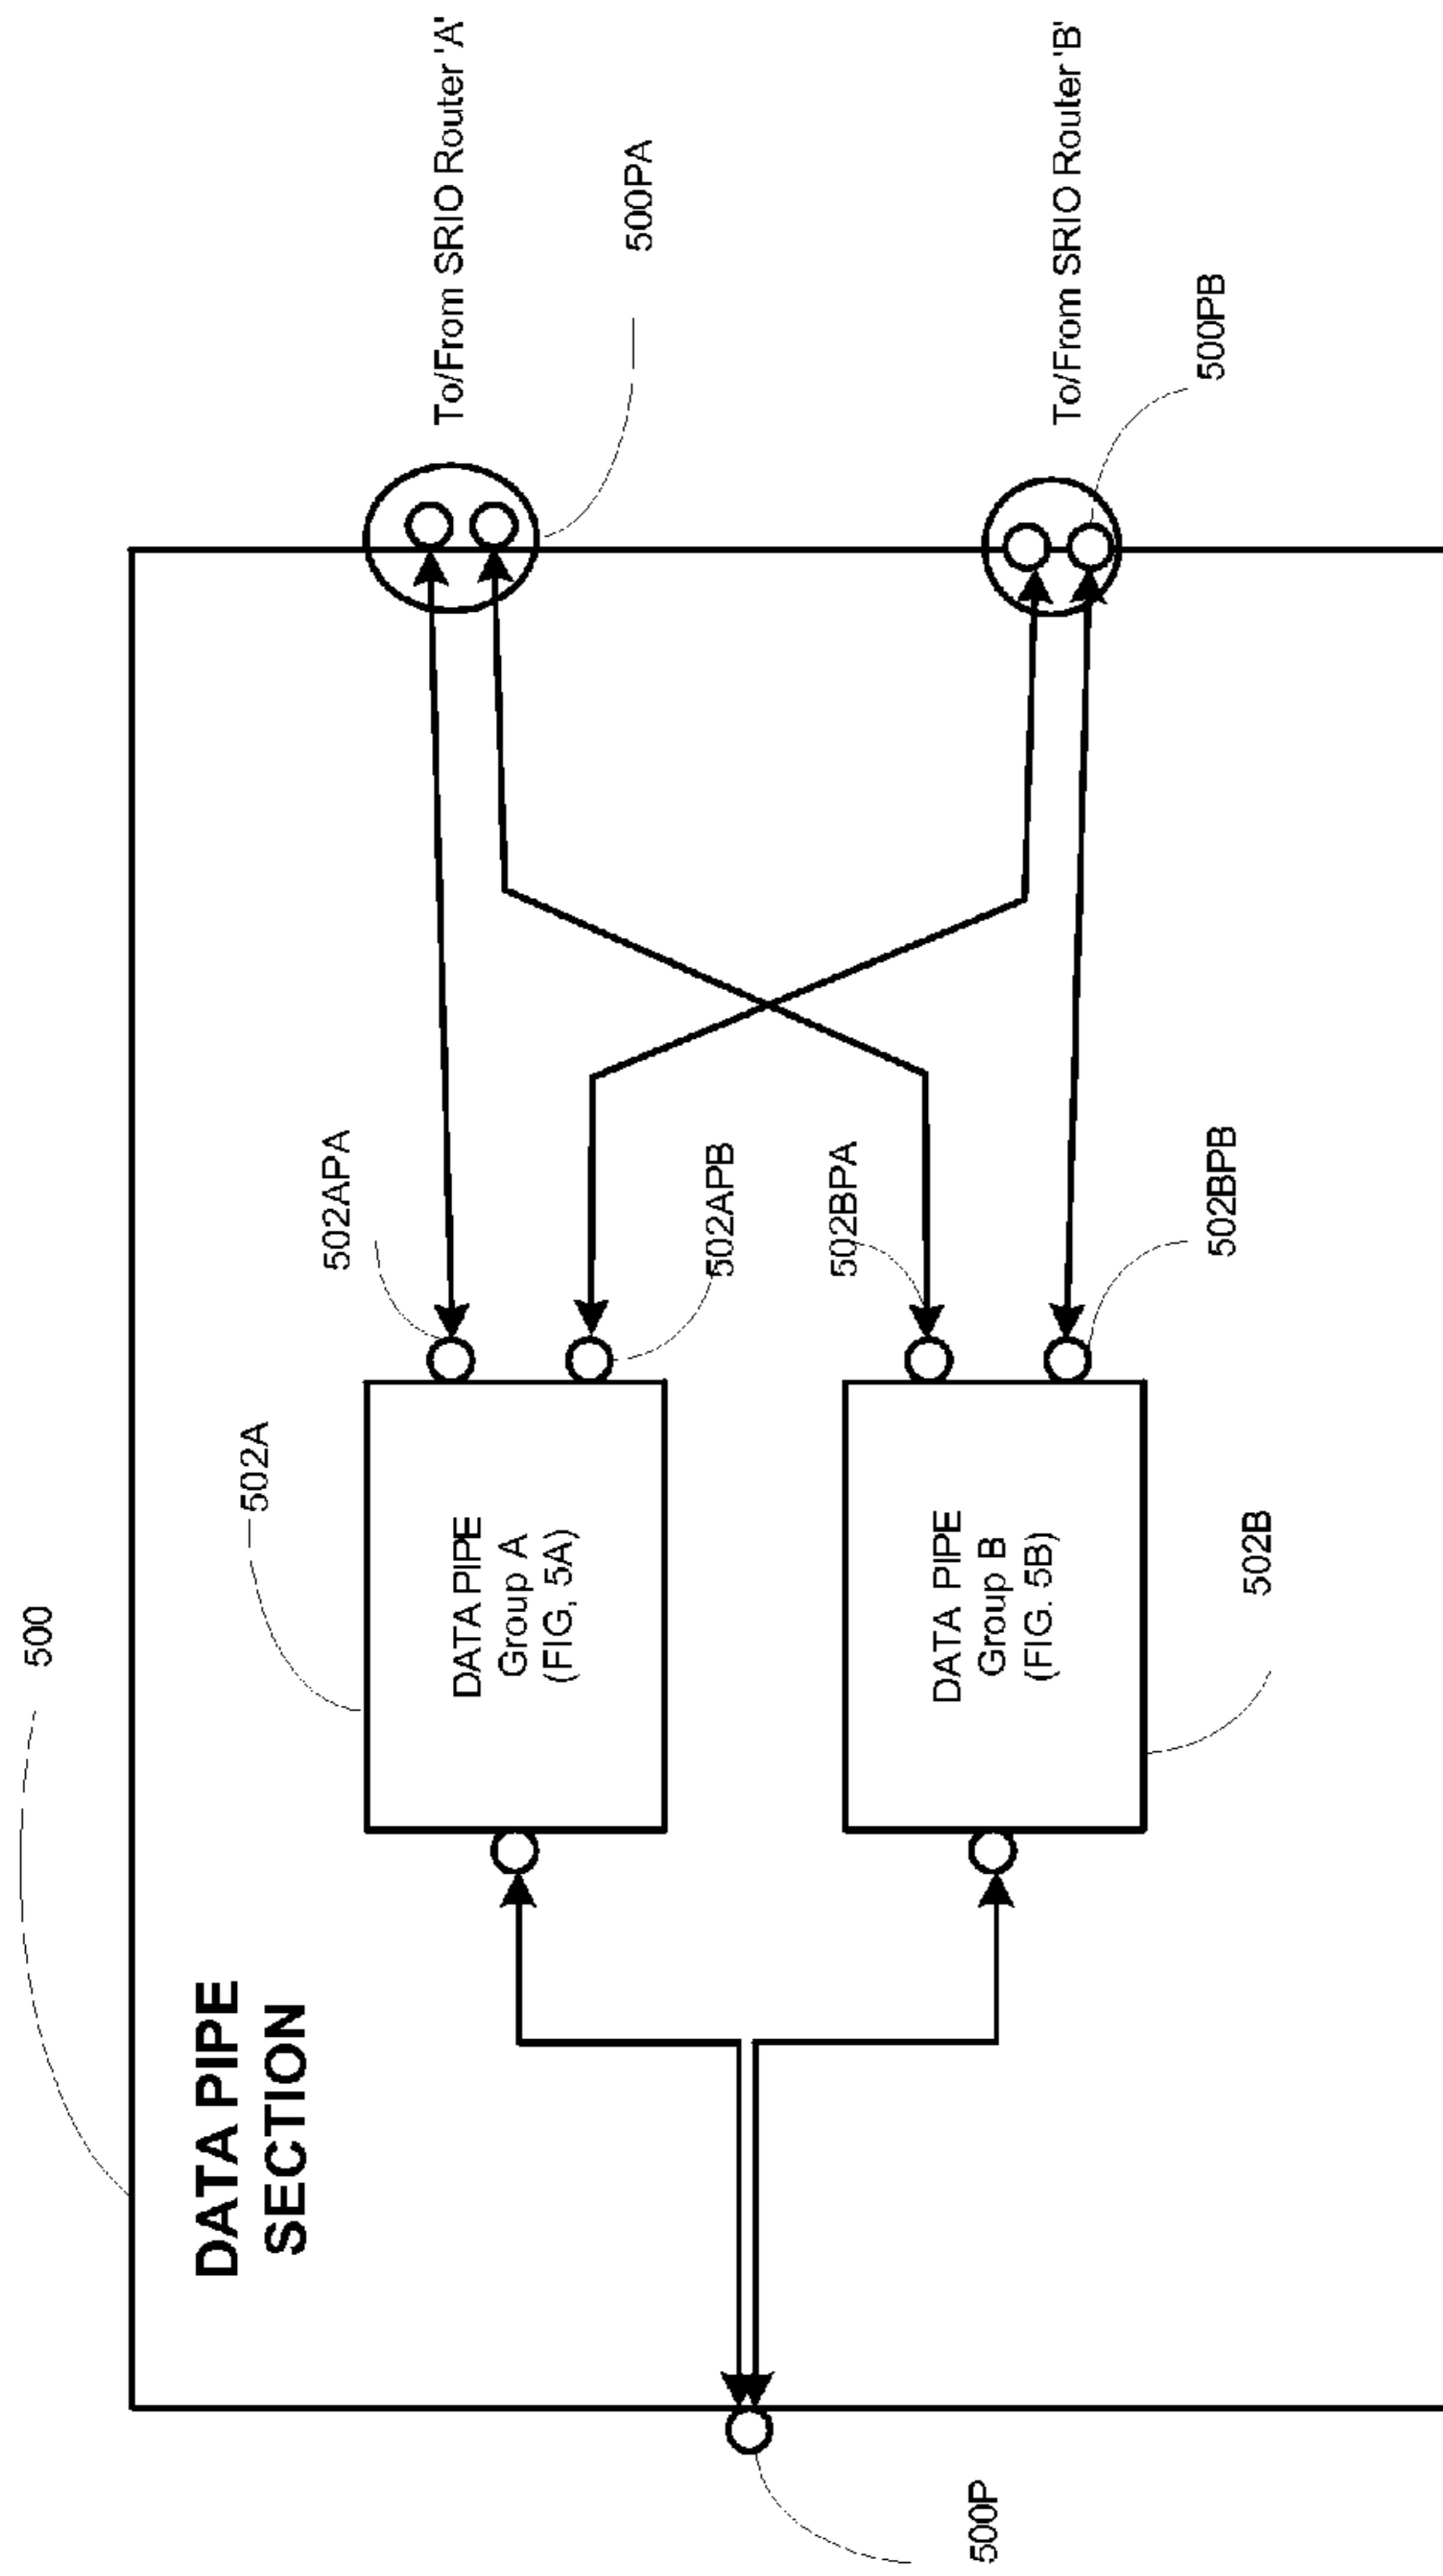 500
DATA PIPE
SECTION
502A
502APA
To/From SRIO Router 'A'
500PA
DATA PIPE
Group A
(FIG, 5A)
502APB
502BPA
DATA PIPE
Group B
(FIG. 5B)
502BPB
To/From SRIO Router 'B'
500PB
502B
500P